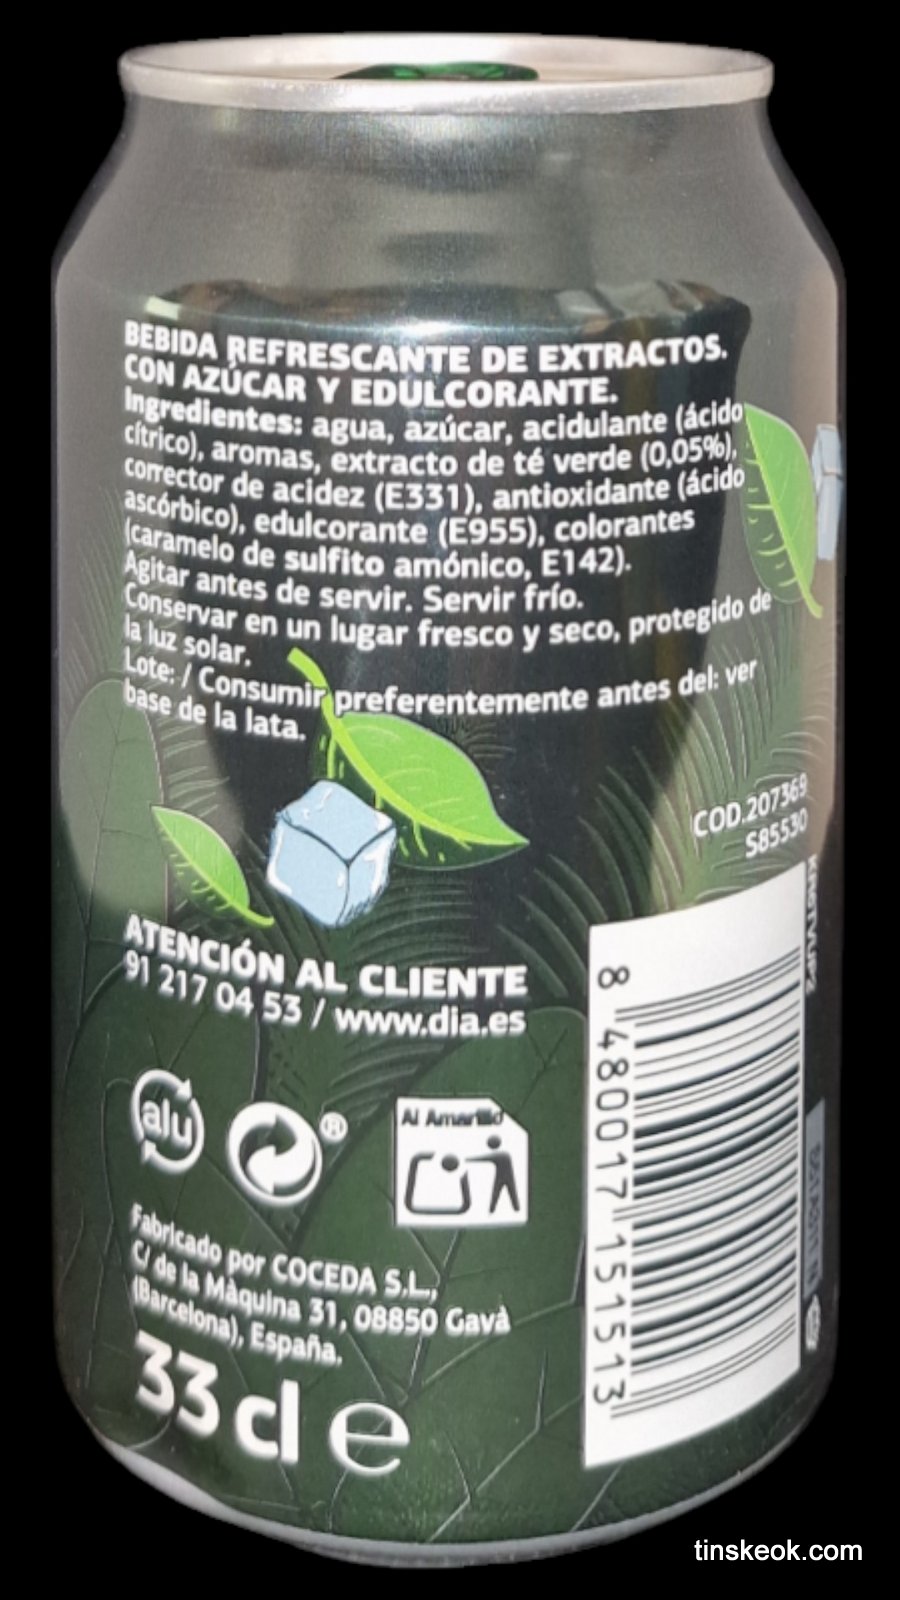 BEBIDA REFRESCANTE DE EXTRACTOS.
CON AZÚCAR Y EDULCORANTE.
Ingredientes: agua, azúcar, acidulante (ácido
cítrico), aromas, extracto de té verde (0,05%),
corrector de acidez (E331), antioxidante (ácido
ascórbico), edulcorante (E955), colorantes
(caramelo de sulfito amónico, E142).
Agitar antes de servir. Servir frío.
Conservar en un lugar fresco y seco, protegido de
la luz solar.
Lote: / Consumir preferentemente antes del: ver
base de la lata.
COD.207369
S85530
ATENCIÓN AL CLIENTE
91 217 04 53 / www.dia.es
alu
®
Al Amarillo
Fabricado por COCEDA S.L.,
C/ de la Màquina 31, 08850 Gavà
(Barcelona), España.
33 cl e
8 480017 151513
tinskeok.com